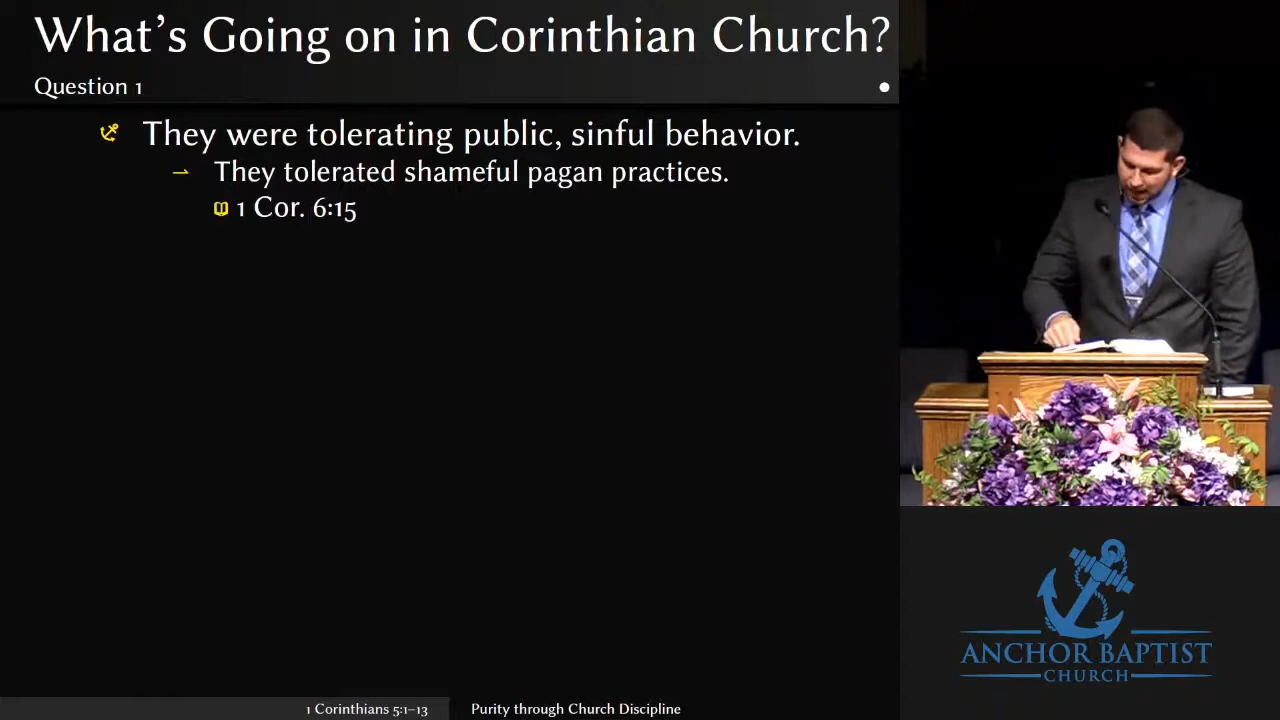 What's Going on in Corinthian Church?
Question 1
They were tolerating public, sinful behavior.
They tolerated shameful pagan practices.
1 Cor. 6:15
ANCHOR BAPTIST
CHURCH
1 Corinthians 5:1–13
Purity through Church Discipline